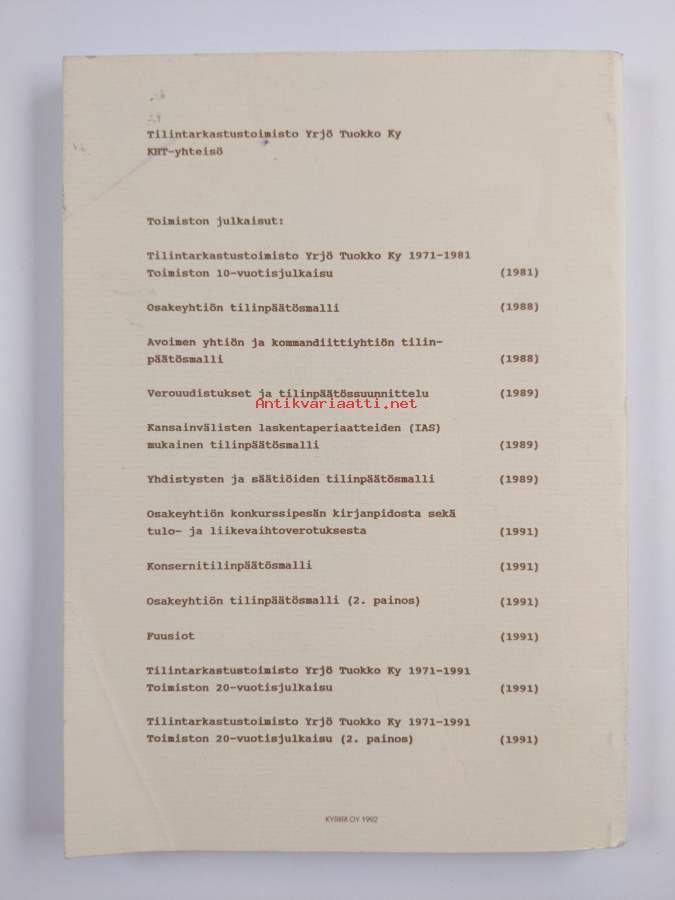 Tilintarkastustoimisto Yrjö Tuokko Ky
KHT-yhteisö
Toimiston julkaisut:
Tilintarkastustoimisto Yrjö Tuokko Ky 1971-1981
Toimiston 10-vuotisjulkaisu (1981)
Osakeyhtiön tilinpäätösmalli (1988)
Avoimen yhtiön ja kommandiittiyhtiön tilin-
päätösmalli (1988)
Verouudistukset ja tilinpäätössuunnittelu (1989)
Antikvariaatti.net
Kansainvälisten laskentaperiaatteiden (IAS)
mukainen tilinpäätösmalli (1989)
Yhdistysten ja säätiöiden tilinpäätösmalli (1989)
Osakeyhtiön konkurssipesän kirjanpidosta sekä
tulo- ja liikevaihtoverotuksesta (1991)
Konsernitilinpäätösmalli (1991)
Osakeyhtiön tilinpäätösmalli (2. painos) (1991)
Fuusiot (1991)
Tilintarkastustoimisto Yrjö Tuokko Ky 1971-1991
Toimiston 20-vuotisjulkaisu (1991)
Tilintarkastustoimisto Yrjö Tuokko Ky 1971-1991
Toimiston 20-vuotisjulkaisu (2. painos) (1991)
KYRIIRI OY 1992